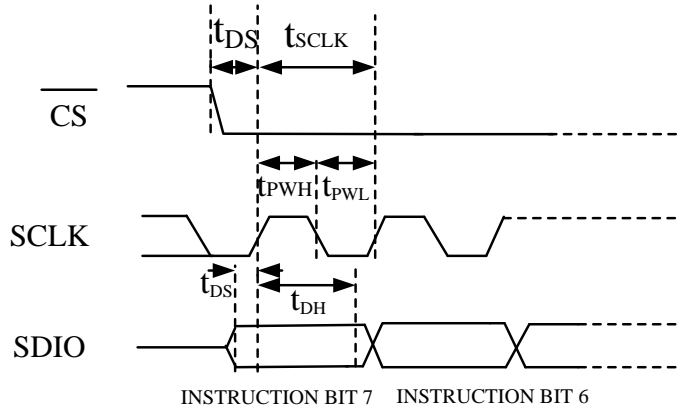 tDS tSCLK
CS
tPWH tPWL
SCLK
tDS tDH
SDIO
INSTRUCTION BIT 7 INSTRUCTION BIT 6